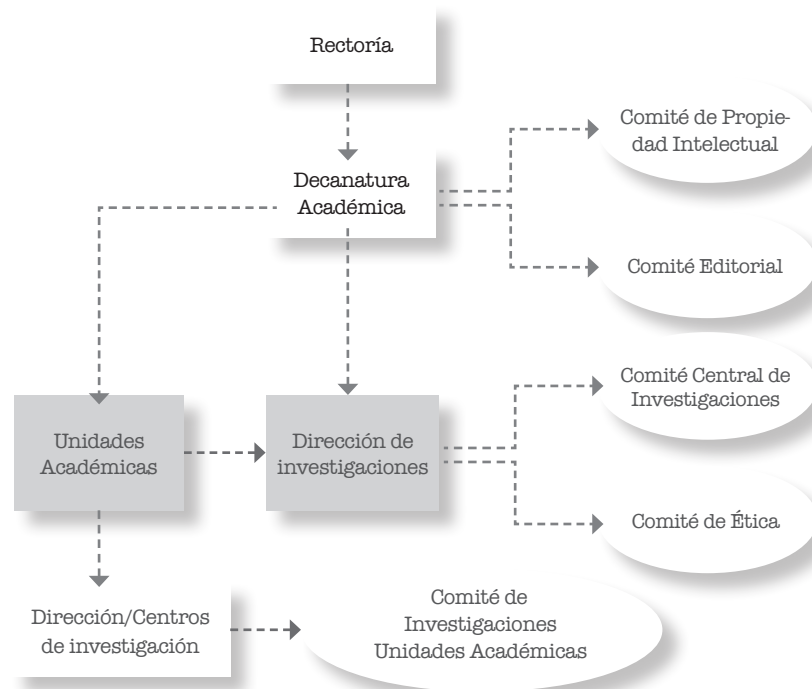 Rectoría
Comité de Propie-
dad Intelectual
Decanatura
Académica
Comité Editorial
Comité Central de
Investigaciones
Unidades
Académicas
Dirección de
investigaciones
Comité de Ética
Dirección/Centros
de investigación
Comité de
Investigaciones
Unidades Académicas